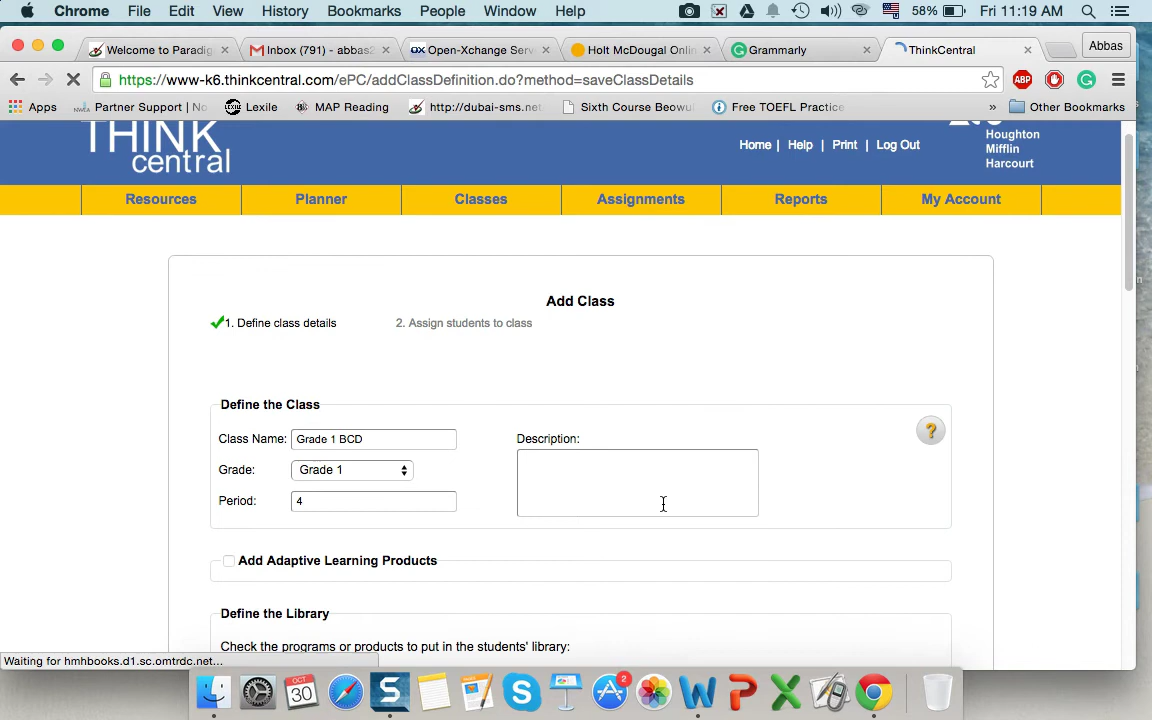 Chrome File Edit View History Bookmarks People Window Help 58% Fri 11:19 AM
Welcome to Paradig Inbox (791) - abbas2 Open-Xchange Serv Holt McDougal Onlin Grammarly ThinkCentral Abbas
https://www-k6.thinkcentral.com/ePC/addClassDefinition.do?method=saveClassDetails
Apps Partner Support | No Lexile MAP Reading http://dubai-sms.net Sixth Course Beowul Free TOEFL Practice » Other Bookmarks
THINK
central
Home | Help | Print | Log Out
Houghton
Mifflin
Harcourt
Resources Planner Classes Assignments Reports My Account
Add Class
1. Define class details 2. Assign students to class
Define the Class
Class Name: Grade 1 BCD Description:
Grade: Grade 1
Period: 4
Add Adaptive Learning Products
Define the Library
Check the programs or products to put in the students' library:
Waiting for hmhbooks.d1.sc.omtrdc.net...
OCT
30
2